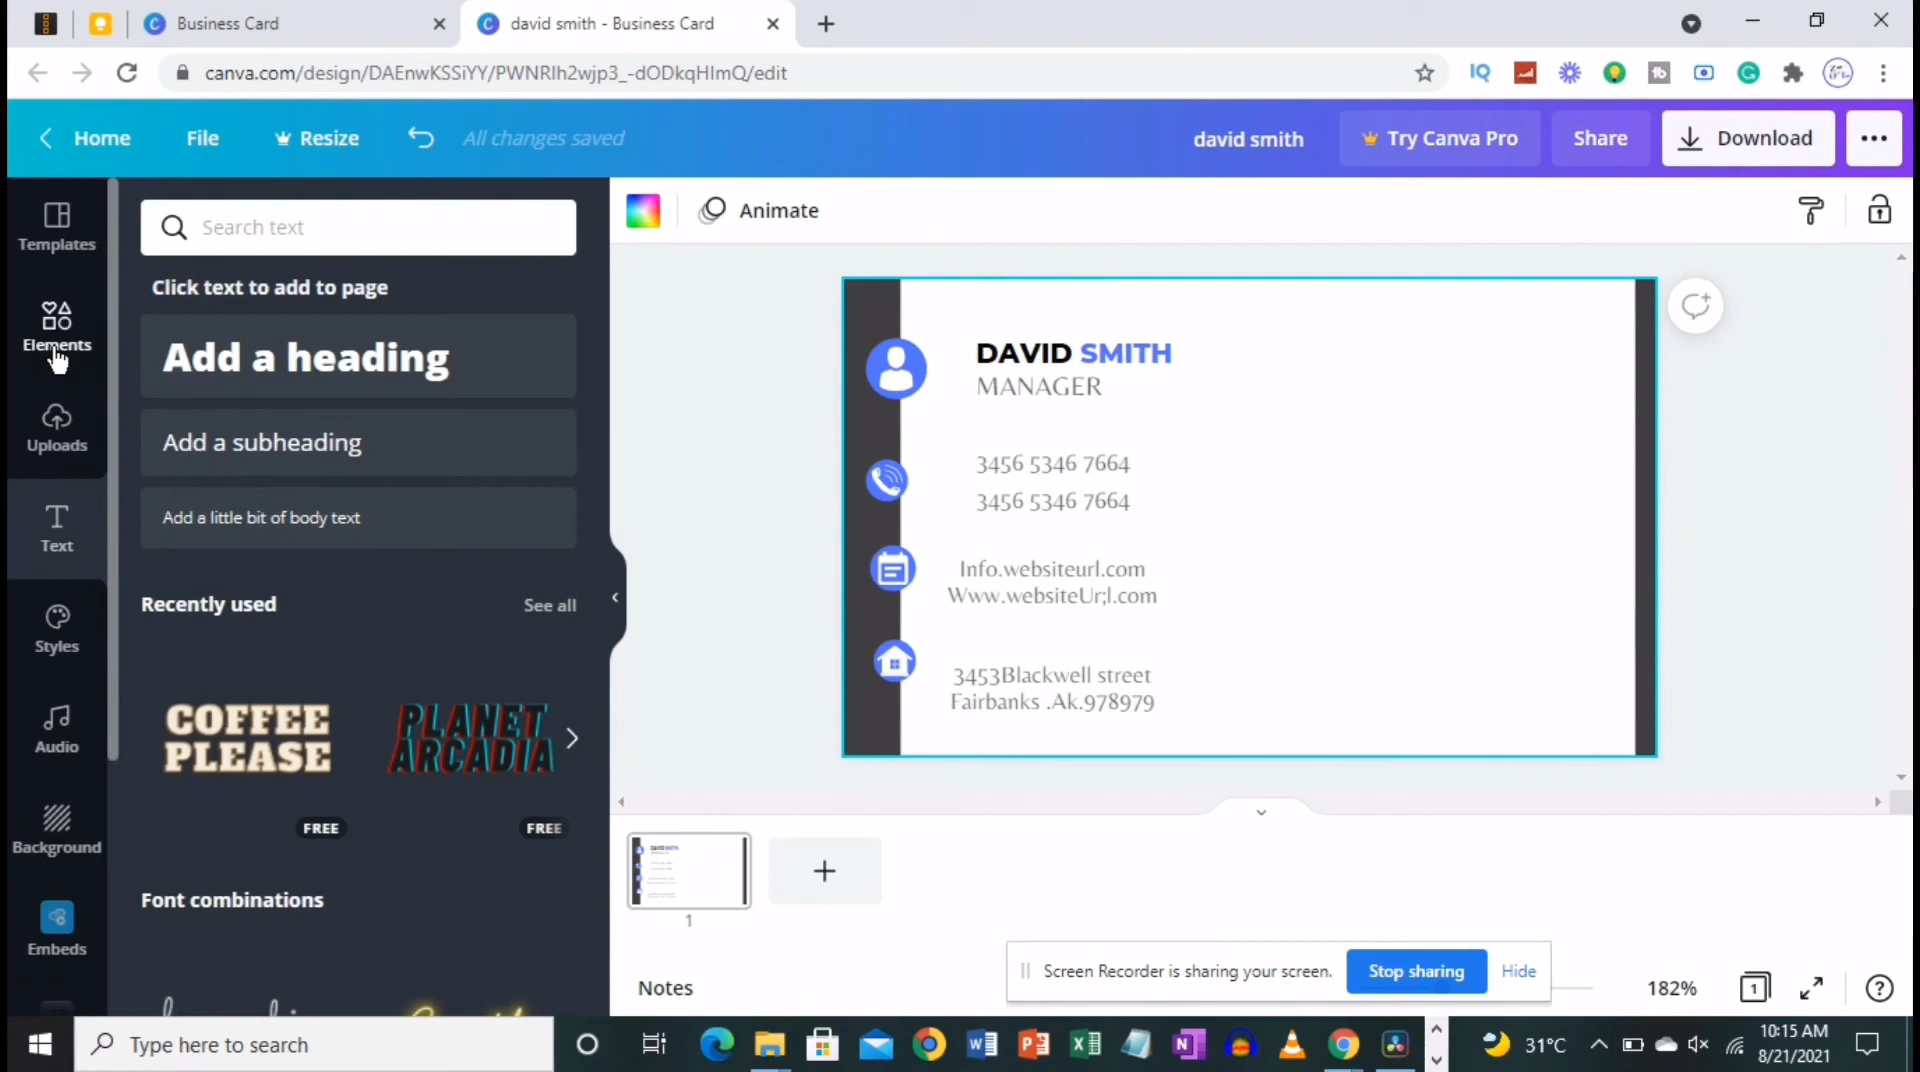 Business Card
david smith - Business Card
canva.com/design/DAEnwKSSiYY/PWNRIh2wjp3_-dODkqHImQ/edit
Home
File
Resize
All changes saved
david smith
Try Canva Pro
Share
Download
Templates
Elements
Uploads
Text
Styles
Audio
Background
Embeds
Search text
Click text to add to page
Add a heading
Add a subheading
Add a little bit of body text
Recently used
See all
COFFEE
PLEASE
FREE
PLANET
ARCADIA
FREE
Font combinations
Animate
DAVID SMITH
MANAGER
3456 5346 7664
3456 5346 7664
Info.websiteurl.com
Www.websiteUr;l.com
3453Blackwell street
Fairbanks .Ak.978979
1
Notes
Screen Recorder is sharing your screen.
Stop sharing
Hide
182%
1
Type here to search
31°C
10:15 AM
8/21/2021